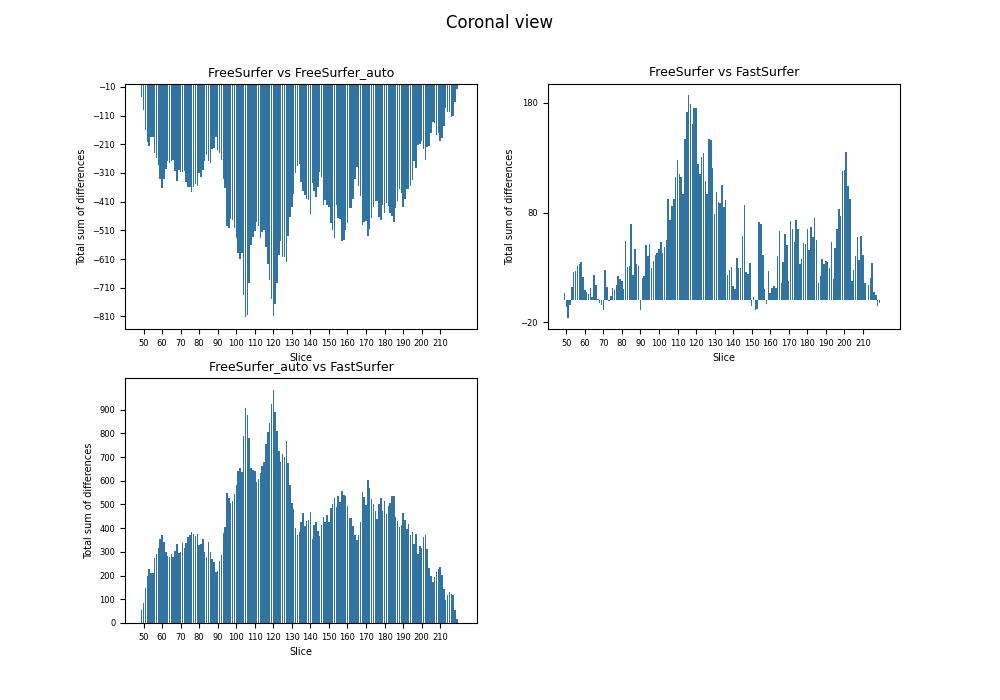 Coronal view
FreeSurfer vs FreeSurfer_auto
Total sum of differences
−10
−110
−210
−310
−410
−510
−610
−710
−810
50 60 70 80 90 100 110 120 130 140 150 160 170 180 190 200 210
Slice
FreeSurfer vs FastSurfer
Total sum of differences
180
80
−20
50 60 70 80 90 100 110 120 130 140 150 160 170 180 190 200 210
Slice
FreeSurfer_auto vs FastSurfer
Total sum of differences
900
800
700
600
500
400
300
200
100
0
50 60 70 80 90 100 110 120 130 140 150 160 170 180 190 200 210
Slice